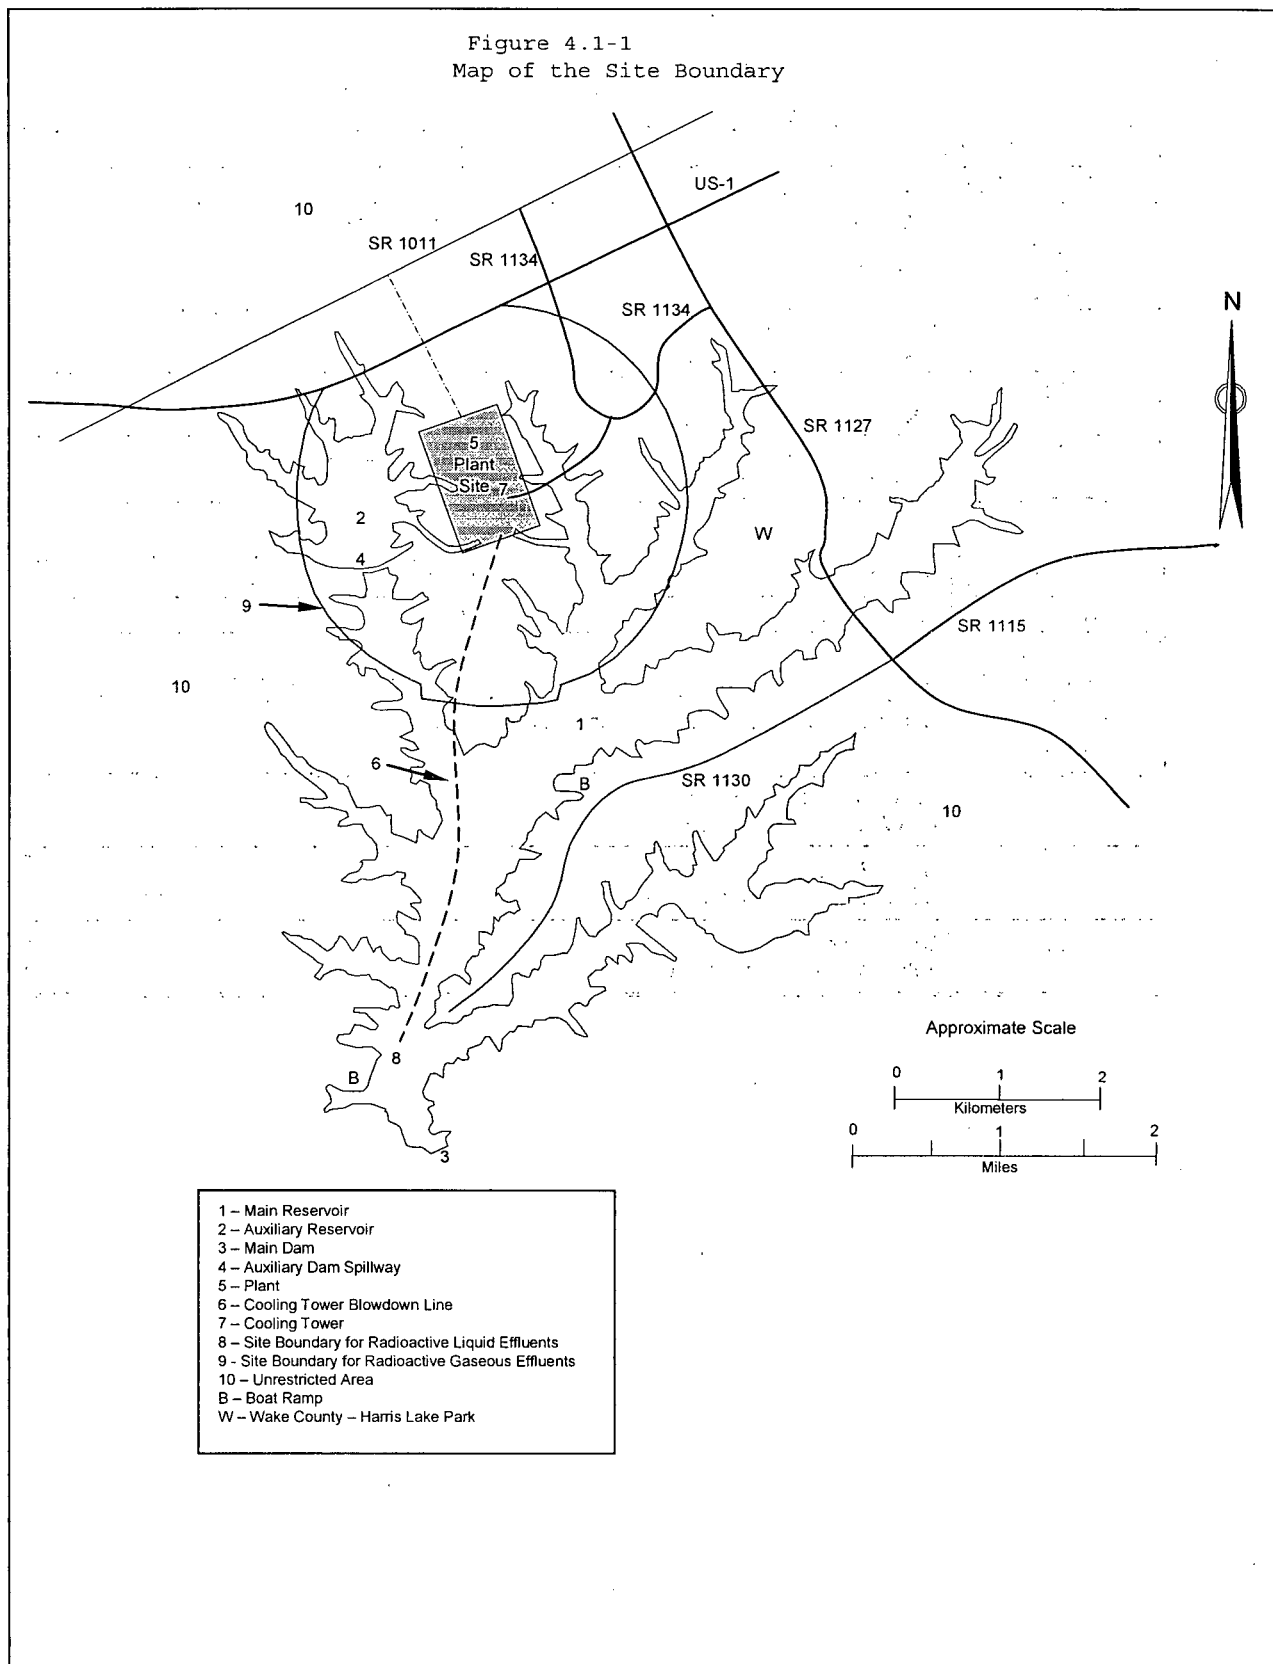 Figure 4.1-1
Map of the Site Boundary
US-1
10
SR 1011
SR 1134
SR 1134
N
SR 1127
5
Plant
Site
7
2
W
4
9
SR 1115
10
1
6
B
SR 1130
10
Approximate Scale
8
B
0 1 2
Kilometers
0 1 2
Miles
3
1 – Main Reservoir
2 – Auxiliary Reservoir
3 – Main Dam
4 – Auxiliary Dam Spillway
5 – Plant
6 – Cooling Tower Blowdown Line
7 – Cooling Tower
8 – Site Boundary for Radioactive Liquid Effluents
9 - Site Boundary for Radioactive Gaseous Effluents
10 – Unrestricted Area
B – Boat Ramp
W – Wake County – Harris Lake Park